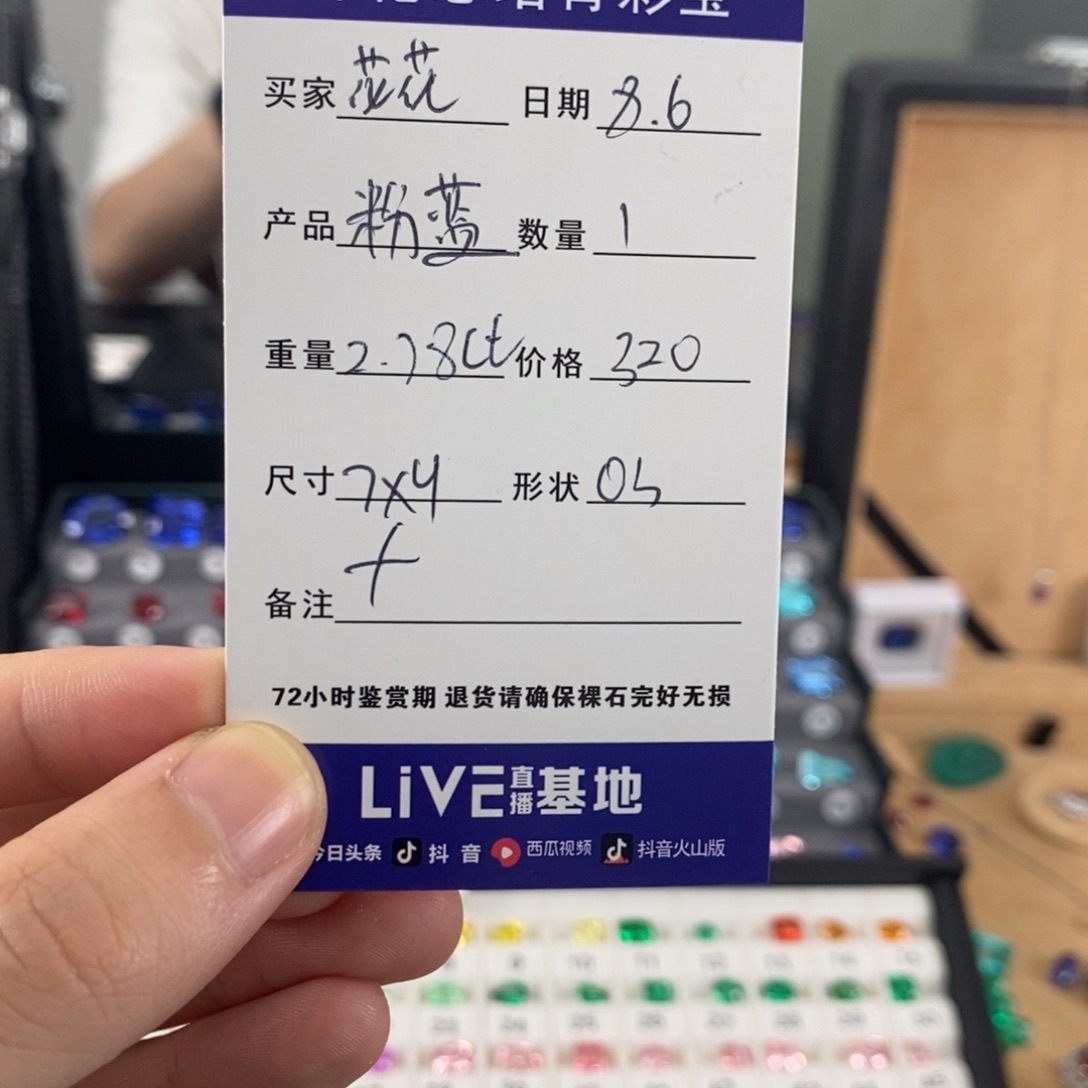 买家 花花 日期 8.6
产品 粉蓝 数量 1
重量 2.78ct 价格 320
尺寸 7x4 形状
备注 +
72小时鉴赏期 退货请确保裸石完好无损
LiVE直播基地
今日头条 抖音 西瓜视频 抖音火山版